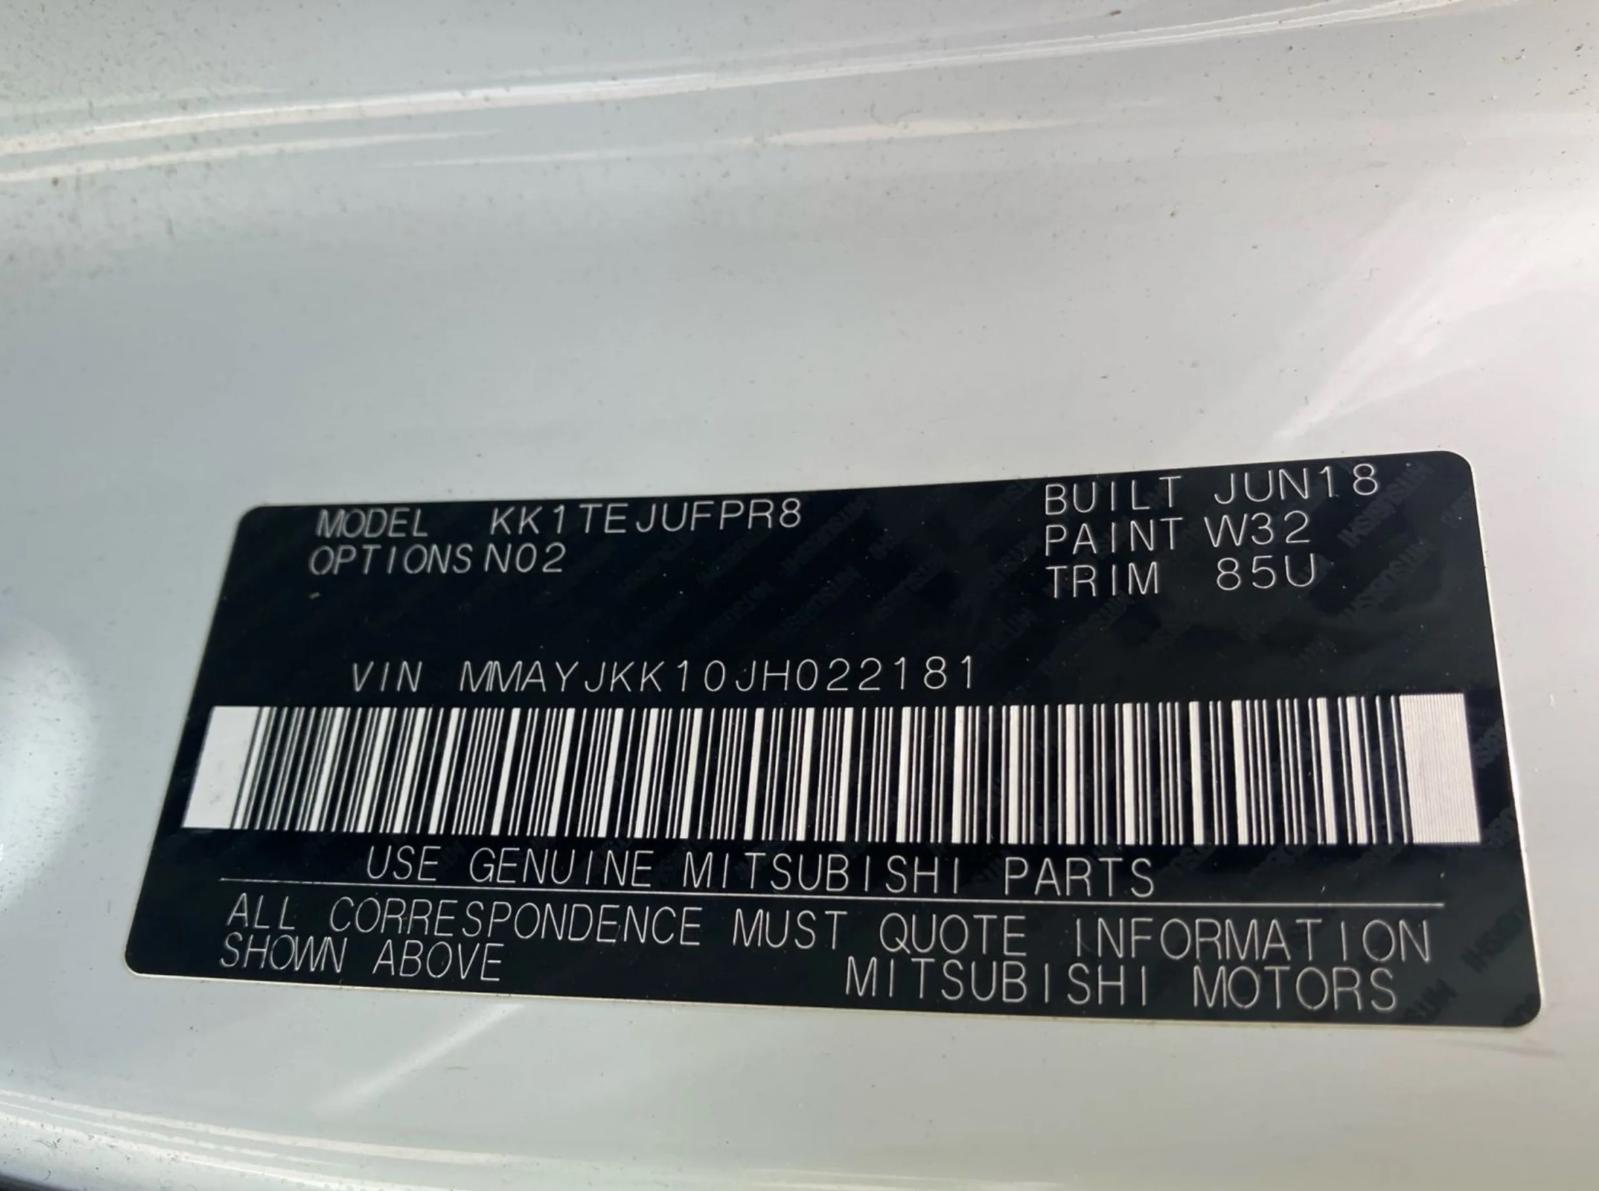 MODEL KK1TEJUFPR8 BUILT JUN18
OPTIONS N02 PAINT W32
TRIM 85U
VIN MMAYJKK10JH022181
USE GENUINE MITSUBISHI PARTS
ALL CORRESPONDENCE MUST QUOTE INFORMATION
SHOWN ABOVE MITSUBISHI MOTORS